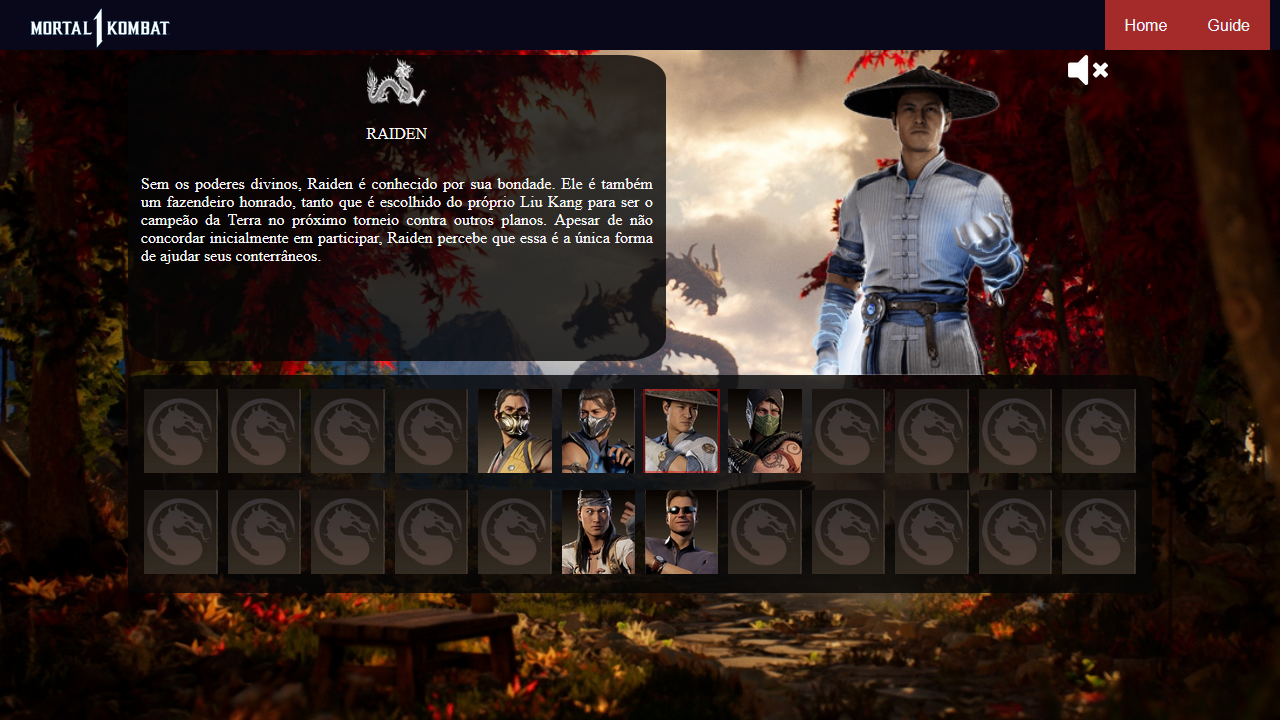 MORTAL 1 KOMBAT
Home
Guide
RAIDEN
Sem os poderes divinos, Raiden é conhecido por sua bondade. Ele é também
um fazendeiro honrado, tanto que é escolhido do próprio Liu Kang para ser o
campeão da Terra no próximo torneio contra outros planos. Apesar de não
concordar inicialmente em participar, Raiden percebe que essa é a única forma
de ajudar seus conterrâneos.